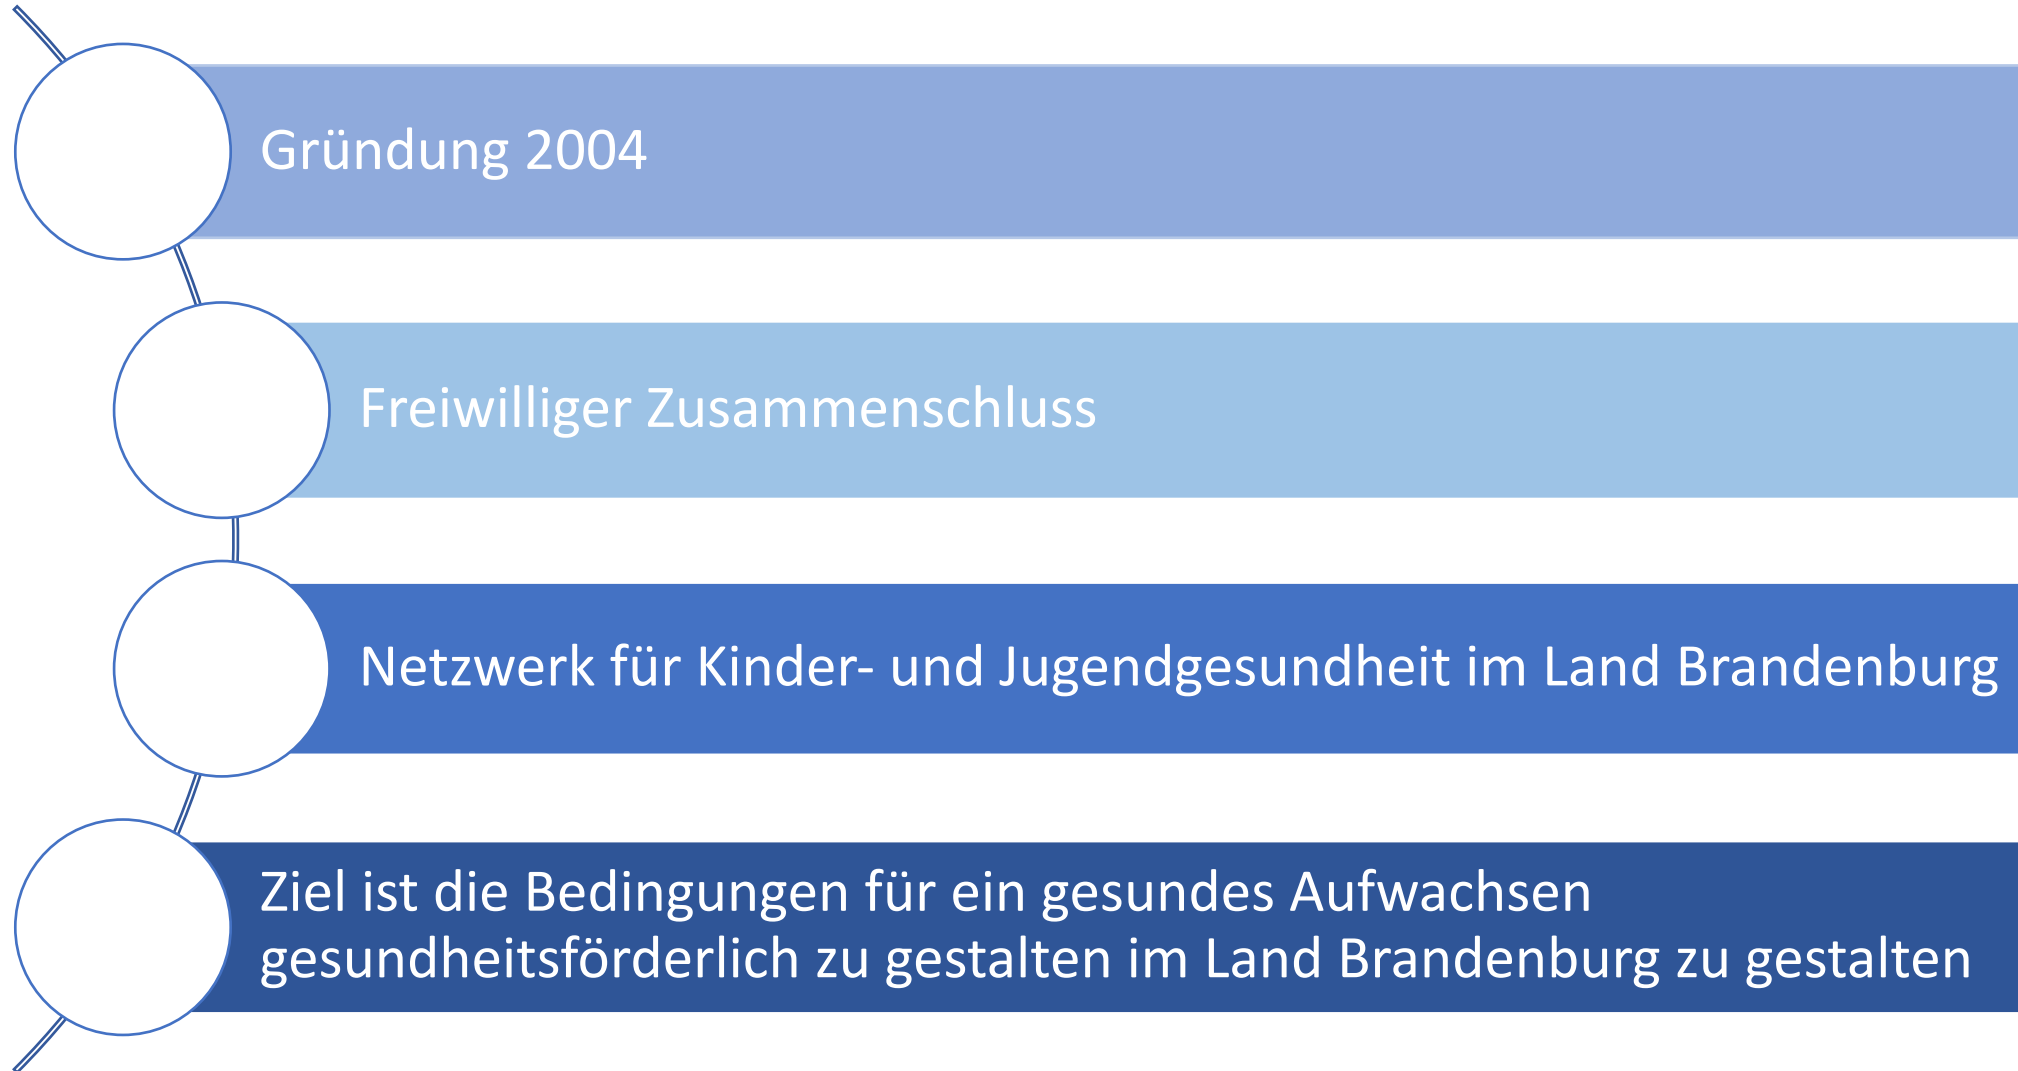 Gründung 2004
Freiwilliger Zusammenschluss
Netzwerk für Kinder- und Jugendgesundheit im Land Brandenburg
Ziel ist die Bedingungen für ein gesundes Aufwachsen
gesundheitsförderlich zu gestalten im Land Brandenburg zu gestalten